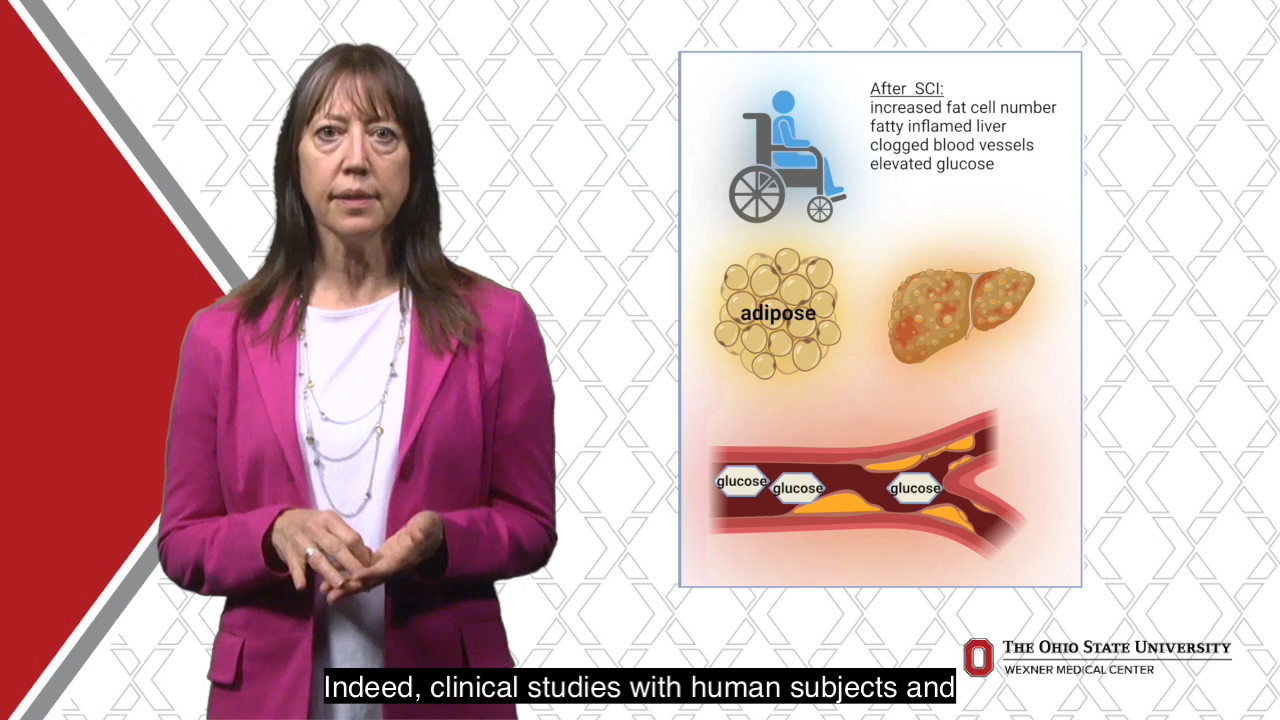 After SCI:
increased fat cell number
fatty inflamed liver
clogged blood vessels
elevated glucose
adipose
glucose
glucose
glucose
THE OHIO STATE UNIVERSITY
WEXNER MEDICAL CENTER
Indeed, clinical studies with human subjects and